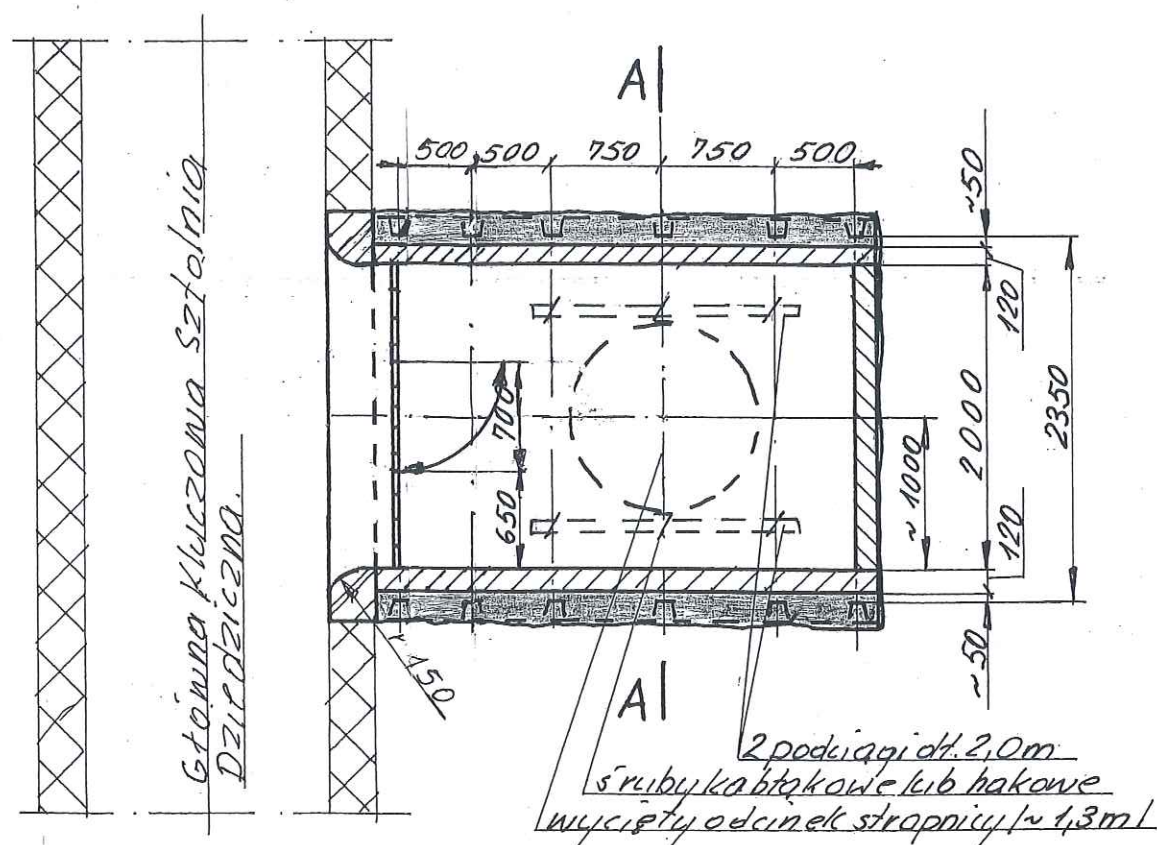 A
500 500 750 750 500
~50
120
2000
2350
~1000
120
~50
700
650
r 150
A
Główna Kluczowa Sztolnia
Dziedziczna.
2 podciągi dł. 2,0m
śruby kabłąkowe lub hakowe
wycięty odcinek stropnicy /~ 1,3m/